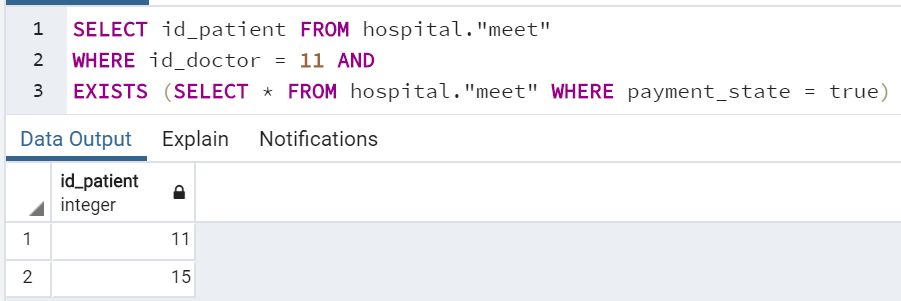 1 SELECT id_patient FROM hospital."meet"
2 WHERE id_doctor = 11 AND
3 EXISTS (SELECT * FROM hospital."meet" WHERE payment_state = true)
Data Output Explain Notifications
id_patient
integer
1 11
2 15